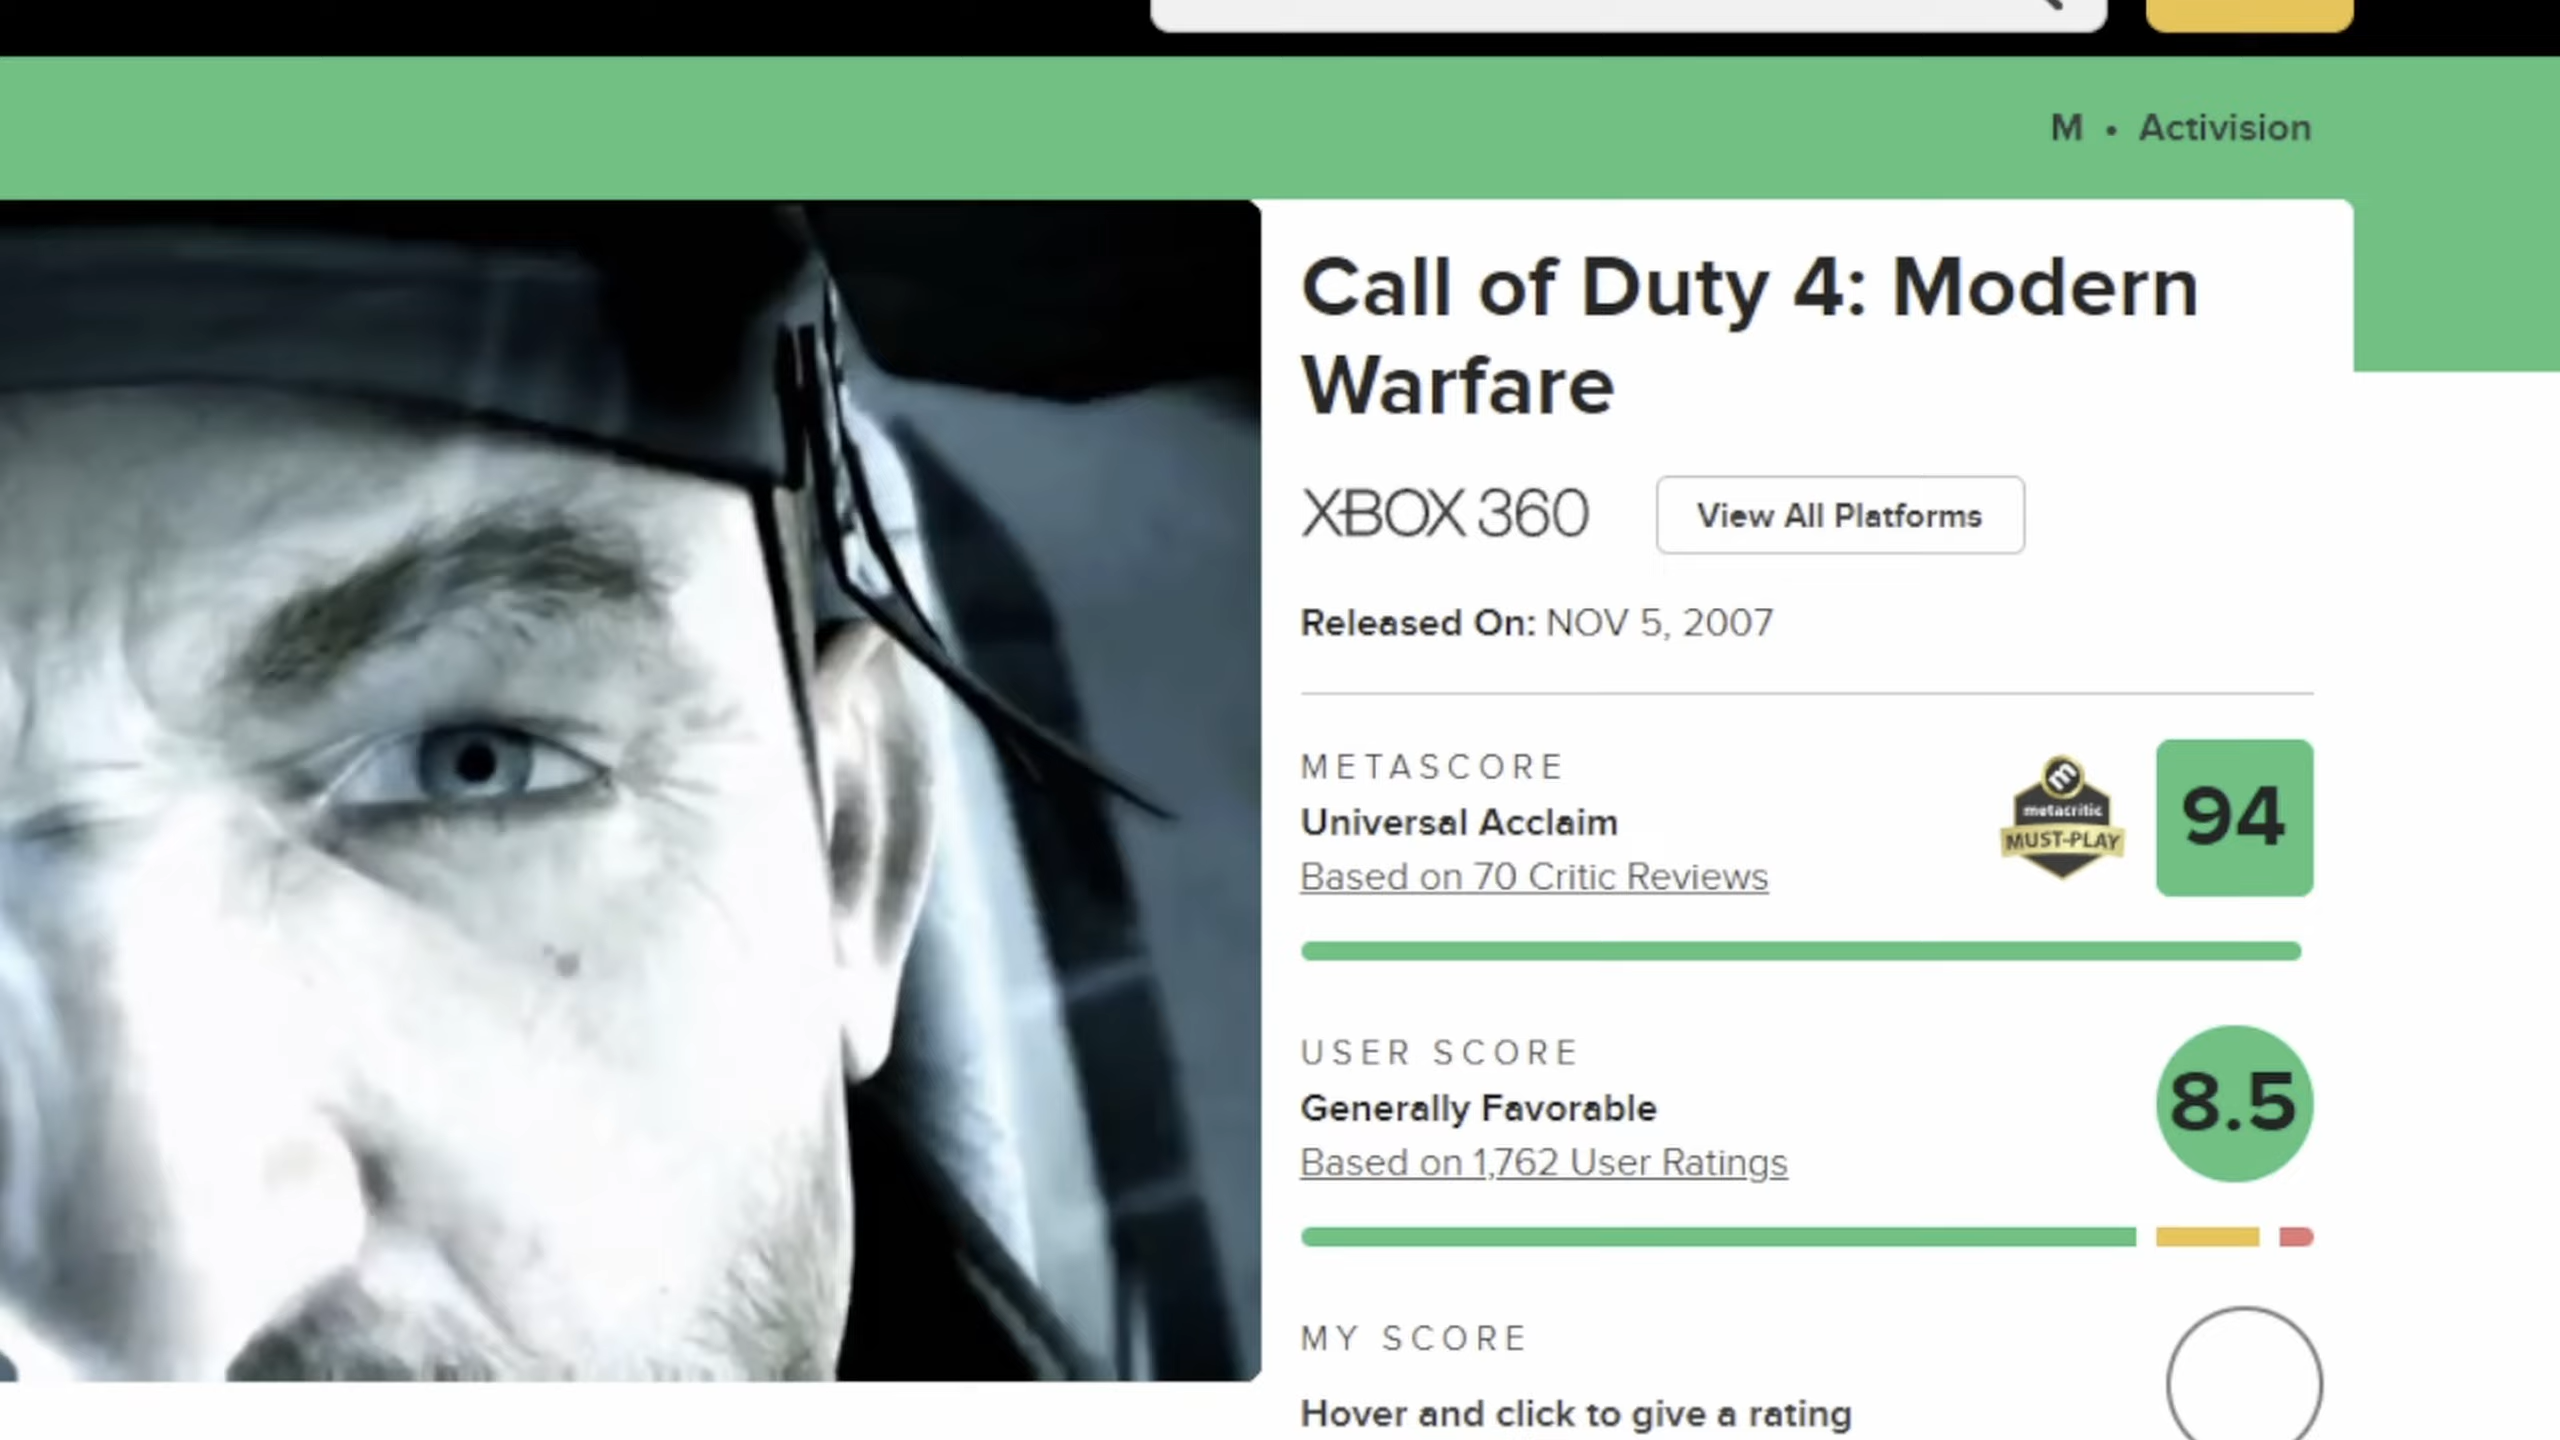 M • Activision
Call of Duty 4: Modern
Warfare
XBOX 360
View All Platforms
Released On: NOV 5, 2007
METASCORE
Universal Acclaim
Based on 70 Critic Reviews
m
metacritic
MUST-PLAY
94
USER SCORE
Generally Favorable
Based on 1,762 User Ratings
8.5
MY SCORE
Hover and click to give a rating